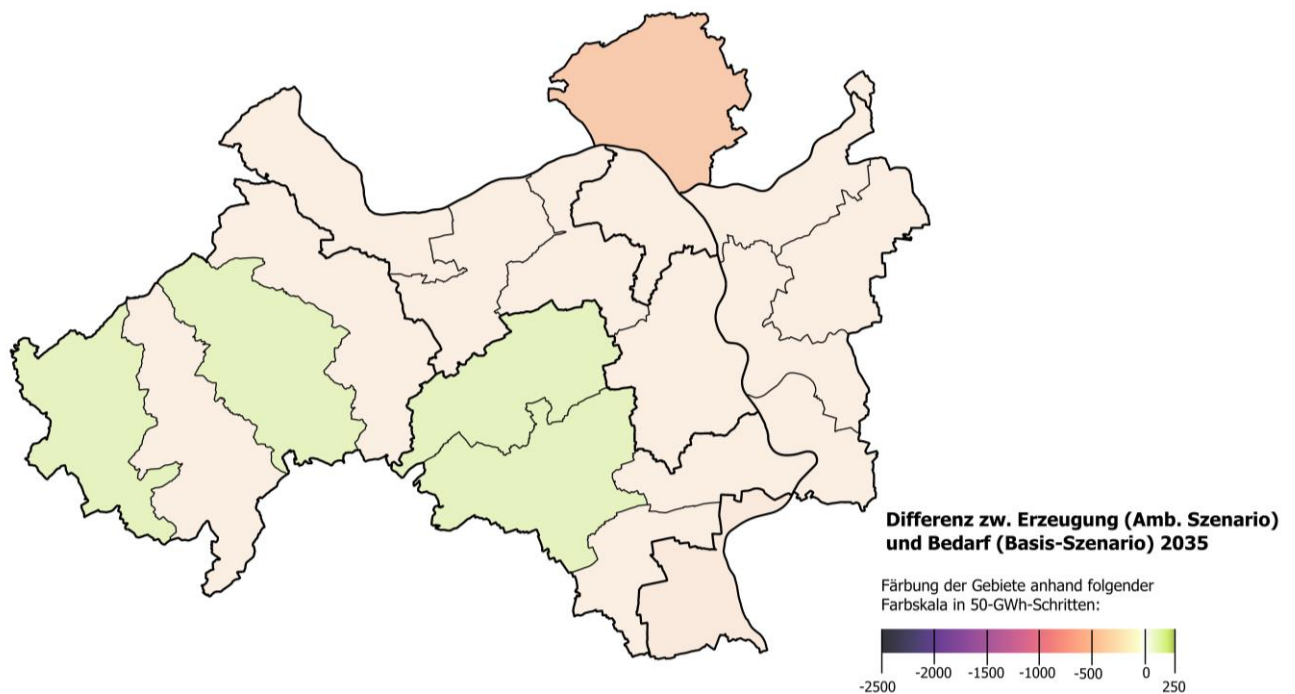 Differenz zw. Erzeugung (Amb. Szenario)
und Bedarf (Basis-Szenario) 2035
Färbung der Gebiete anhand folgender
Farbskala in 50-GWh-Schritten:
-2500 -2000 -1500 -1000 -500 0 250